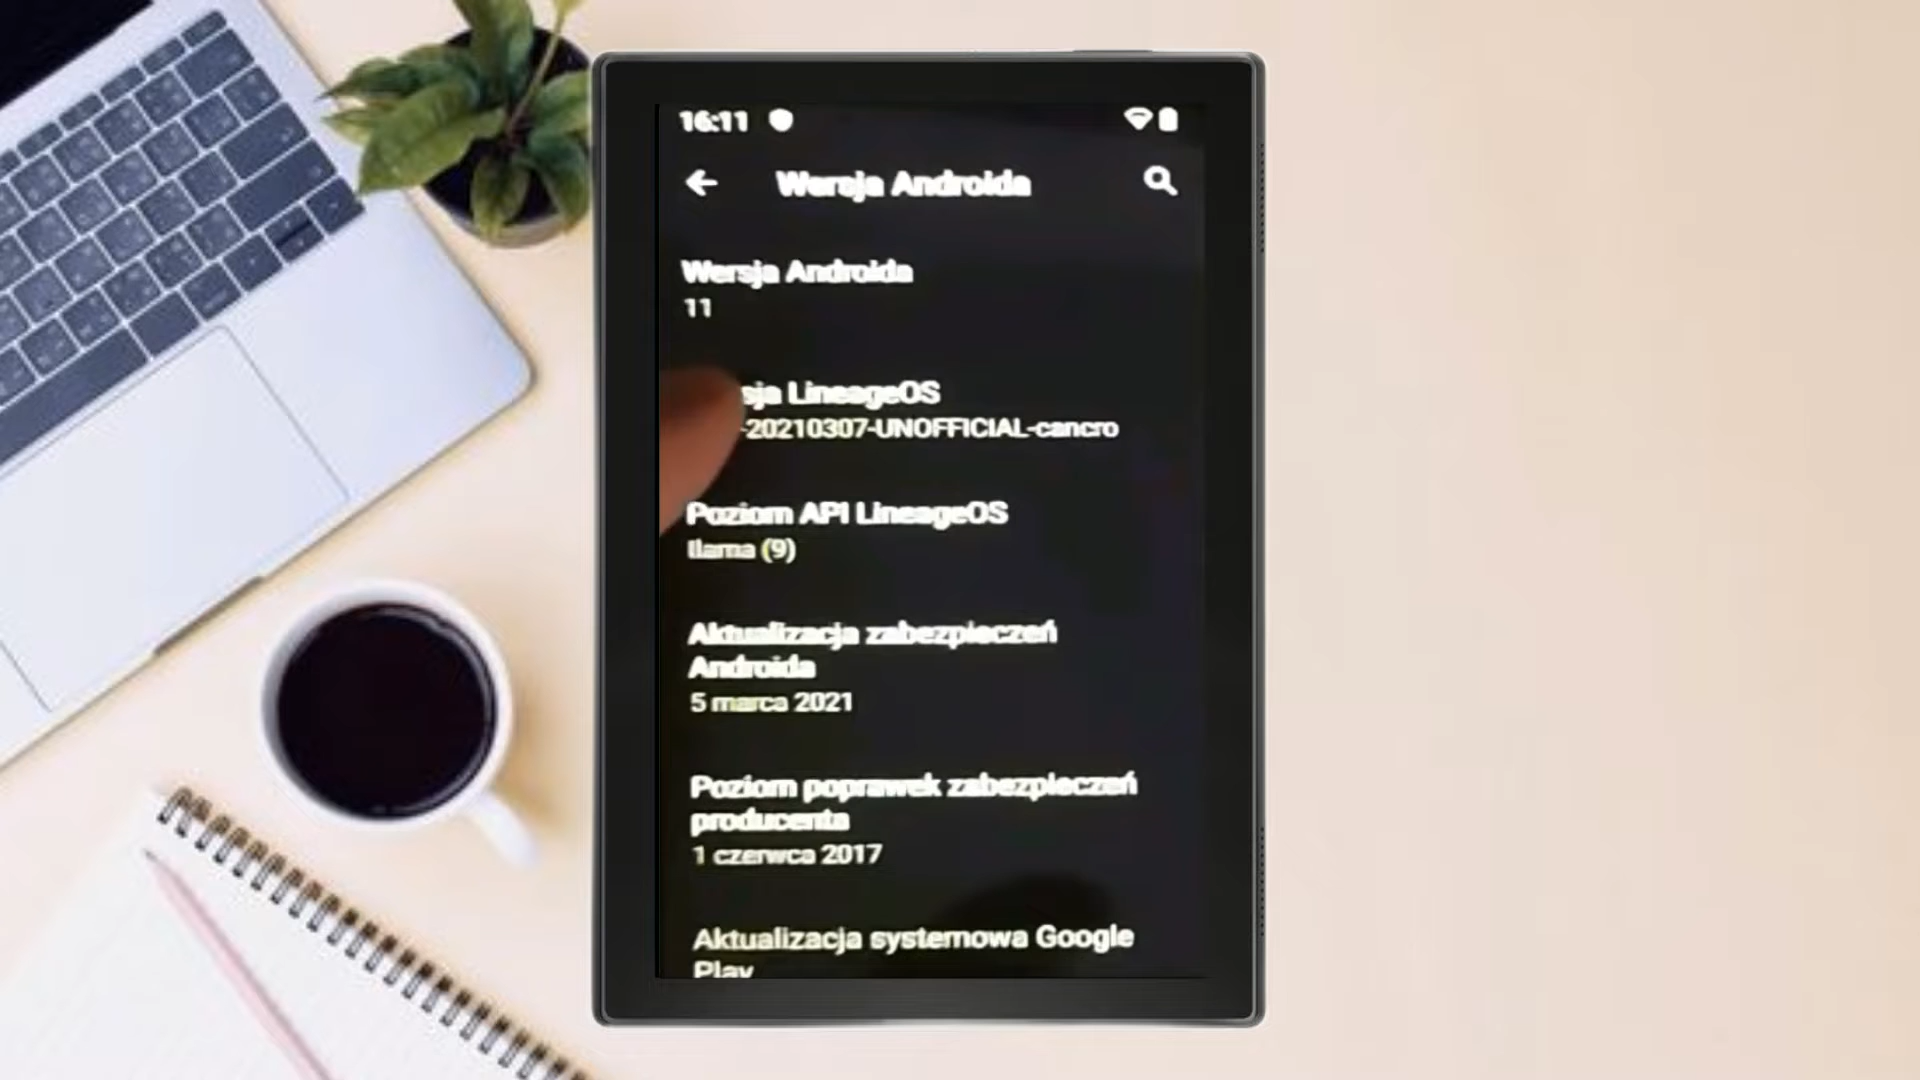 16:11
Wersja Androida
Wersja Androida
11
sja LineageOS
-20210307-UNOFFICIAL-cancro
Poziom API LineageOS
llama (9)
Aktualizacja zabezpieczeń
Androida
5 marca 2021
Poziom poprawek zabezpieczeń
producenta
1 czerwca 2017
Aktualizacja systemowa Google
Play